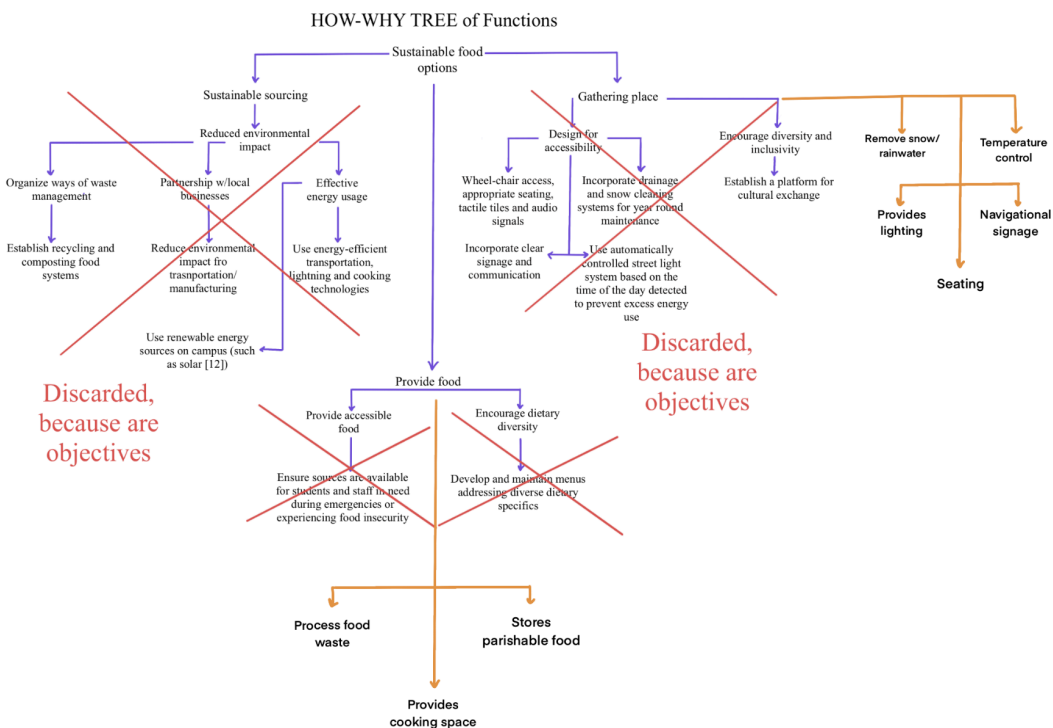 HOW-WHY TREE of Functions
Sustainable food
options
Sustainable sourcing
Gathering place
Reduced environmental
impact
Design for
accessibility
Encourage diversity and
inclusivity
Remove snow/
rainwater
Temperature
control
Organize ways of waste
management
Partnership w/local
businesses
Effective
energy usage
Wheel-chair access,
appropriate seating,
tactile tiles and audio
signals
Incorporate drainage
and snow cleaning
systems for year round
maintenance
Establish a platform for
cultural exchange
Provides
lighting
Navigational
signage
Establish recycling and
composting food
systems
Reduce environmental
impact fro
trasnportation/
manufacturing
Use energy-efficient
transportation,
lightning and cooking
technologies
Incorporate clear
signage and
communication
Use automatically
controlled street light
system based on the
time of the day detected
to prevent excess energy
use
Seating
Use renewable energy
sources on campus (such
as solar [12])
Discarded,
because are
objectives
Discarded,
because are
objectives
Provide food
Provide accessible
food
Encourage dietary
diversity
Ensure sources are available
for students and staff in need
during emergencies or
experiencing food insecurity
Develop and maintain menus
addressing diverse dietary
specifics
Process food
waste
Stores
parishable food
Provides
cooking space